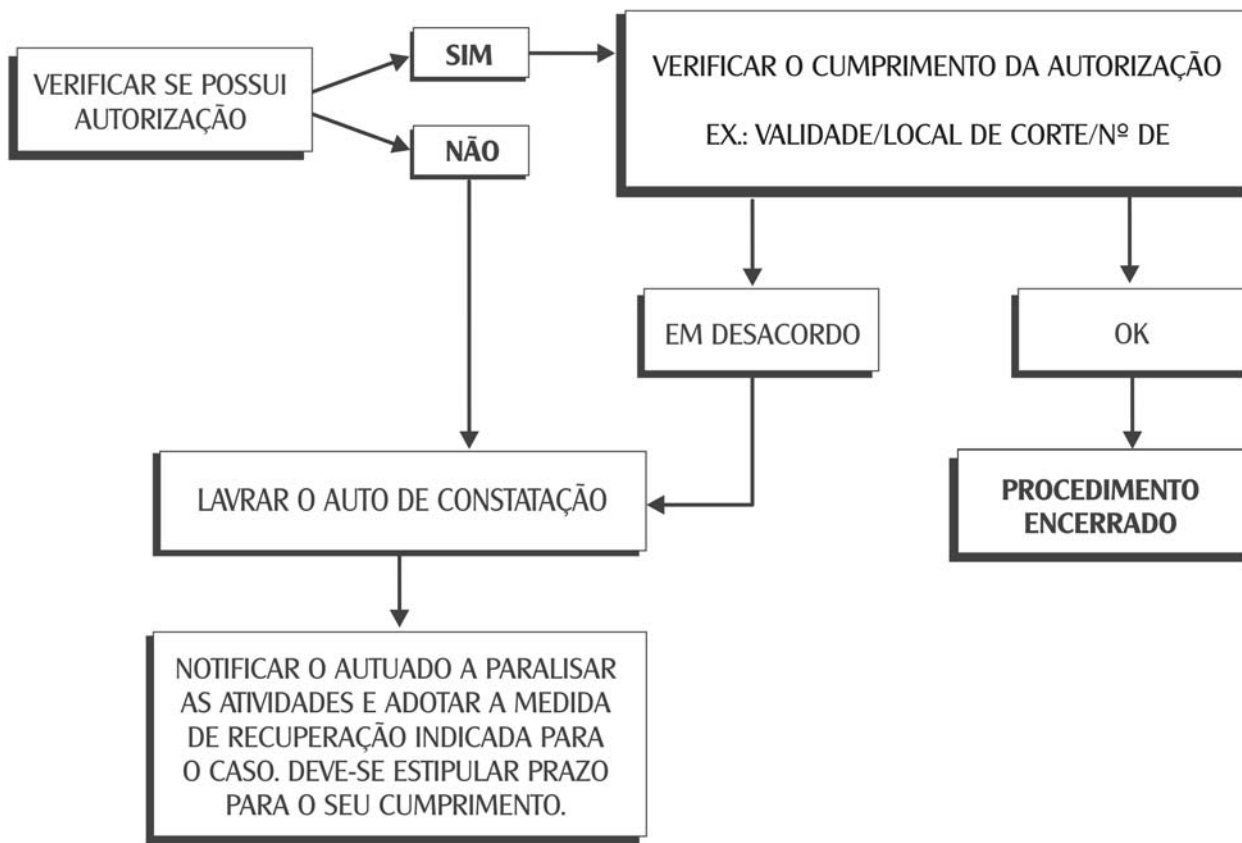 VERIFICAR SE POSSUI
AUTORIZAÇÃO
SIM
NÃO
VERIFICAR O CUMPRIMENTO DA AUTORIZAÇÃO
EX.: VALIDADE/LOCAL DE CORTE/Nº DE
EM DESACORDO
OK
LAVRAR O AUTO DE CONSTATAÇÃO
PROCEDIMENTO
ENCERRADO
NOTIFICAR O AUTUADO A PARALISAR
AS ATIVIDADES E ADOTAR A MEDIDA
DE RECUPERAÇÃO INDICADA PARA
O CASO. DEVE-SE ESTIPULAR PRAZO
PARA O SEU CUMPRIMENTO.